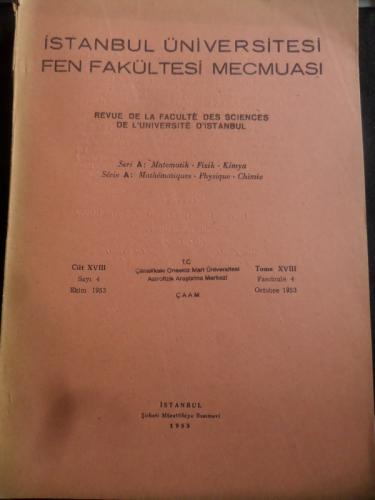 İSTANBUL ÜNİVERSİTESİ
FEN FAKÜLTESİ MECMUASI
REVUE DE LA FACULTÉ DES SCIENCES
DE L'UNIVERSITÉ D'ISTANBUL
Seri A: Matematik - Fizik - Kimya
Série A: Mathématiques - Physique - Chimie
Cilt XVIII
Sayı 4
Ekim 1953
T.C
Çanakkale Onsekiz Mart Üniversitesi
Astrofizik Araştırma Merkezi
ÇAAM
Tome XVIII
Fascicule 4
Octobre 1953
İSTANBUL
Şirketi Mürettibiye Basımevi
1953